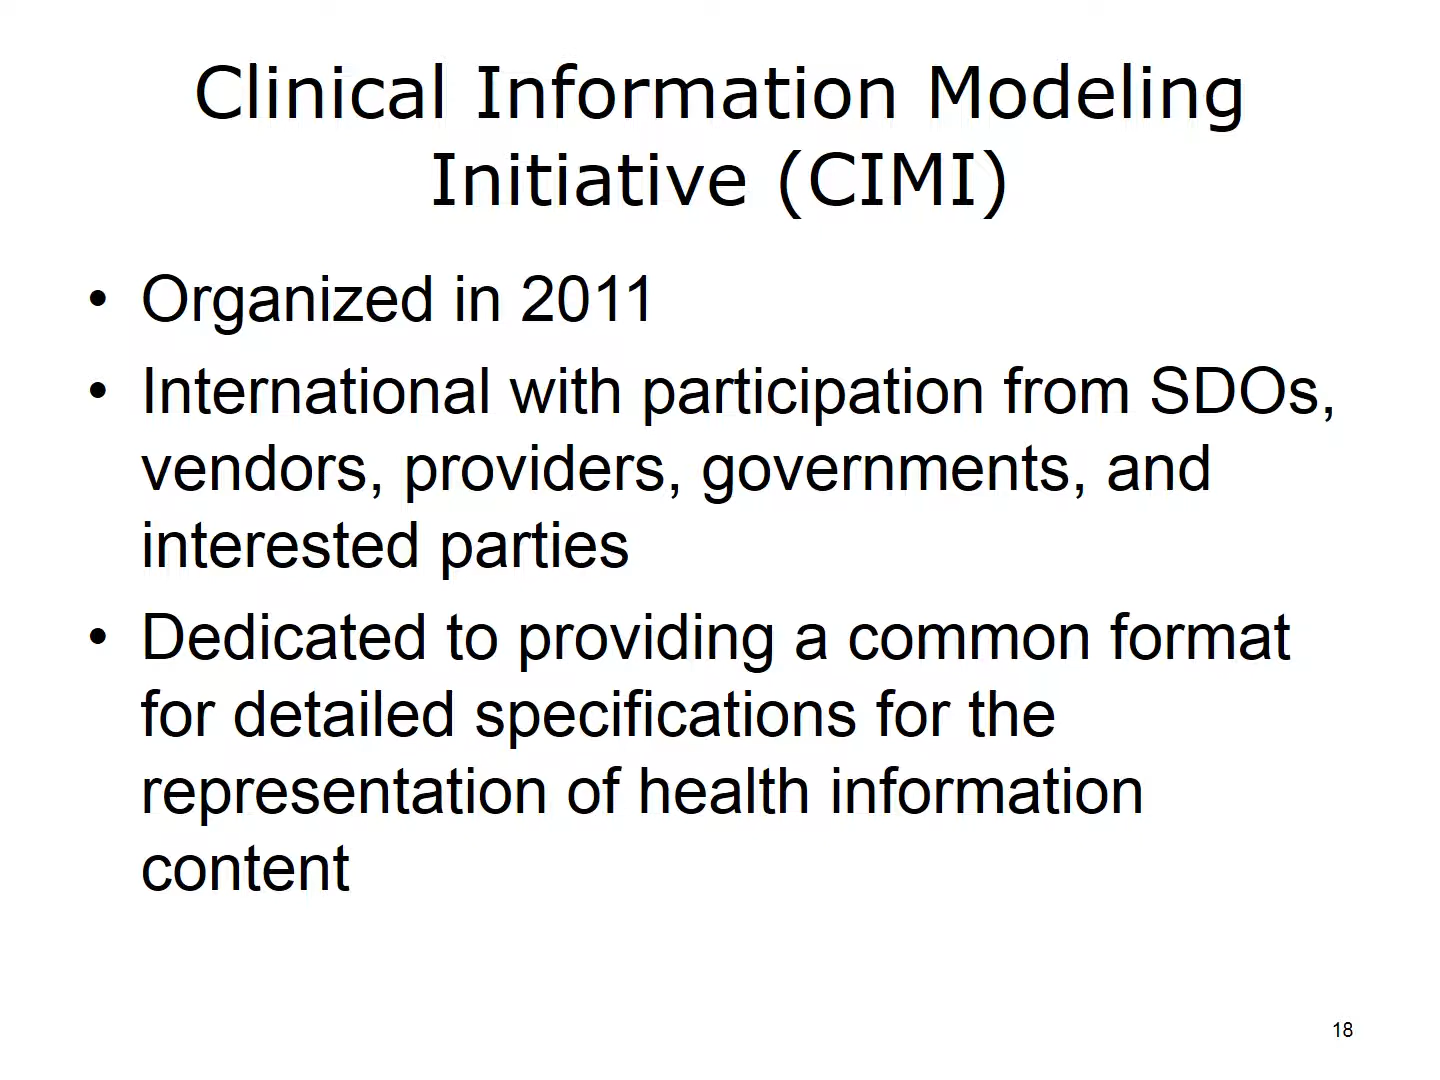 Clinical Information Modeling
Initiative (CIMI)
• Organized in 2011
• International with participation from SDOs,
vendors, providers, governments, and
interested parties
• Dedicated to providing a common format
for detailed specifications for the
representation of health information
content
18